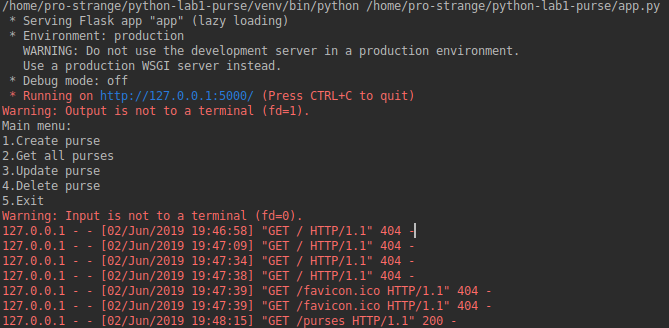 /home/pro-strange/python-lab1-purse/venv/bin/python /home/pro-strange/python-lab1-purse/app.py
* Serving Flask app "app" (lazy loading)
* Environment: production
WARNING: Do not use the development server in a production environment.
Use a production WSGI server instead.
* Debug mode: off
* Running on http://127.0.0.1:5000/ (Press CTRL+C to quit)
Warning: Output is not to a terminal (fd=1).
Main menu:
1.Create purse
2.Get all purses
3.Update purse
4.Delete purse
5.Exit
Warning: Input is not to a terminal (fd=0).
127.0.0.1 - - [02/Jun/2019 19:46:58] "GET / HTTP/1.1" 404 -
127.0.0.1 - - [02/Jun/2019 19:47:09] "GET / HTTP/1.1" 404 -
127.0.0.1 - - [02/Jun/2019 19:47:34] "GET / HTTP/1.1" 404 -
127.0.0.1 - - [02/Jun/2019 19:47:38] "GET / HTTP/1.1" 404 -
127.0.0.1 - - [02/Jun/2019 19:47:39] "GET /favicon.ico HTTP/1.1" 404 -
127.0.0.1 - - [02/Jun/2019 19:47:39] "GET /favicon.ico HTTP/1.1" 404 -
127.0.0.1 - - [02/Jun/2019 19:48:15] "GET /purses HTTP/1.1" 200 -